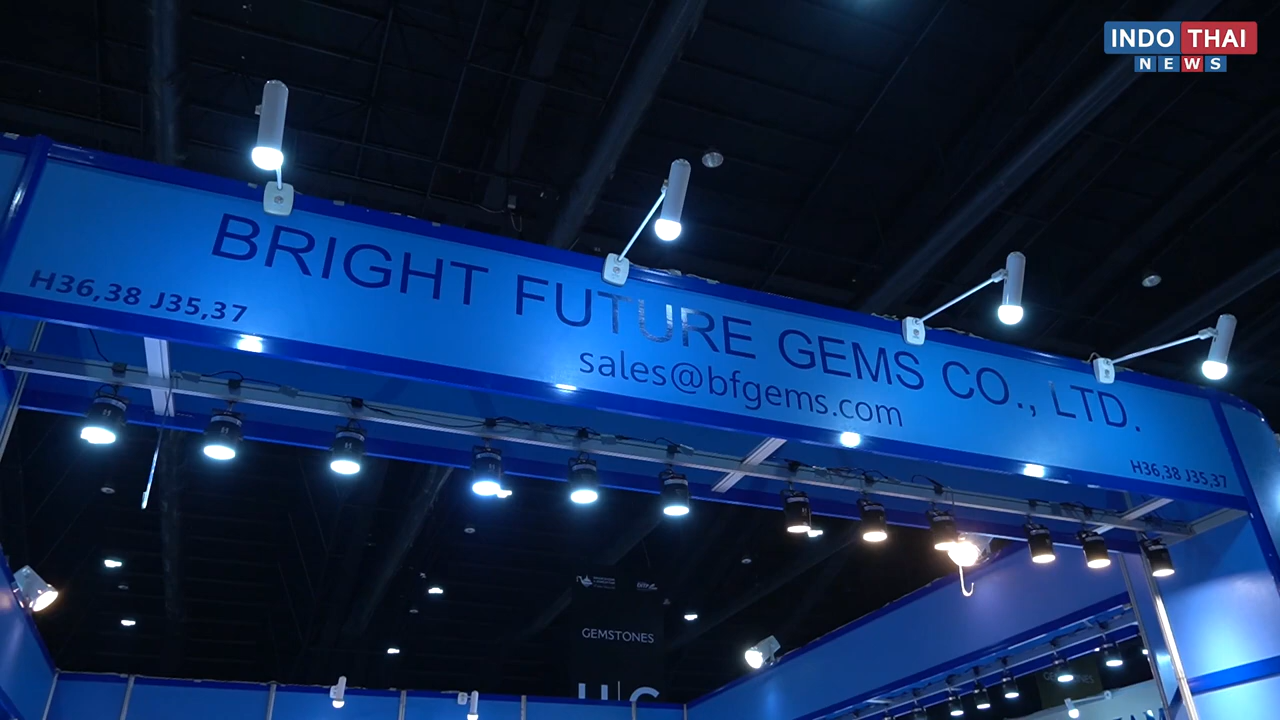 INDO THAI
NEWS
BRIGHT FUTURE GEMS CO., LTD.
H36,38 J35,37
sales@bfgems.com
H36,38 J35,37
GEMSTONES